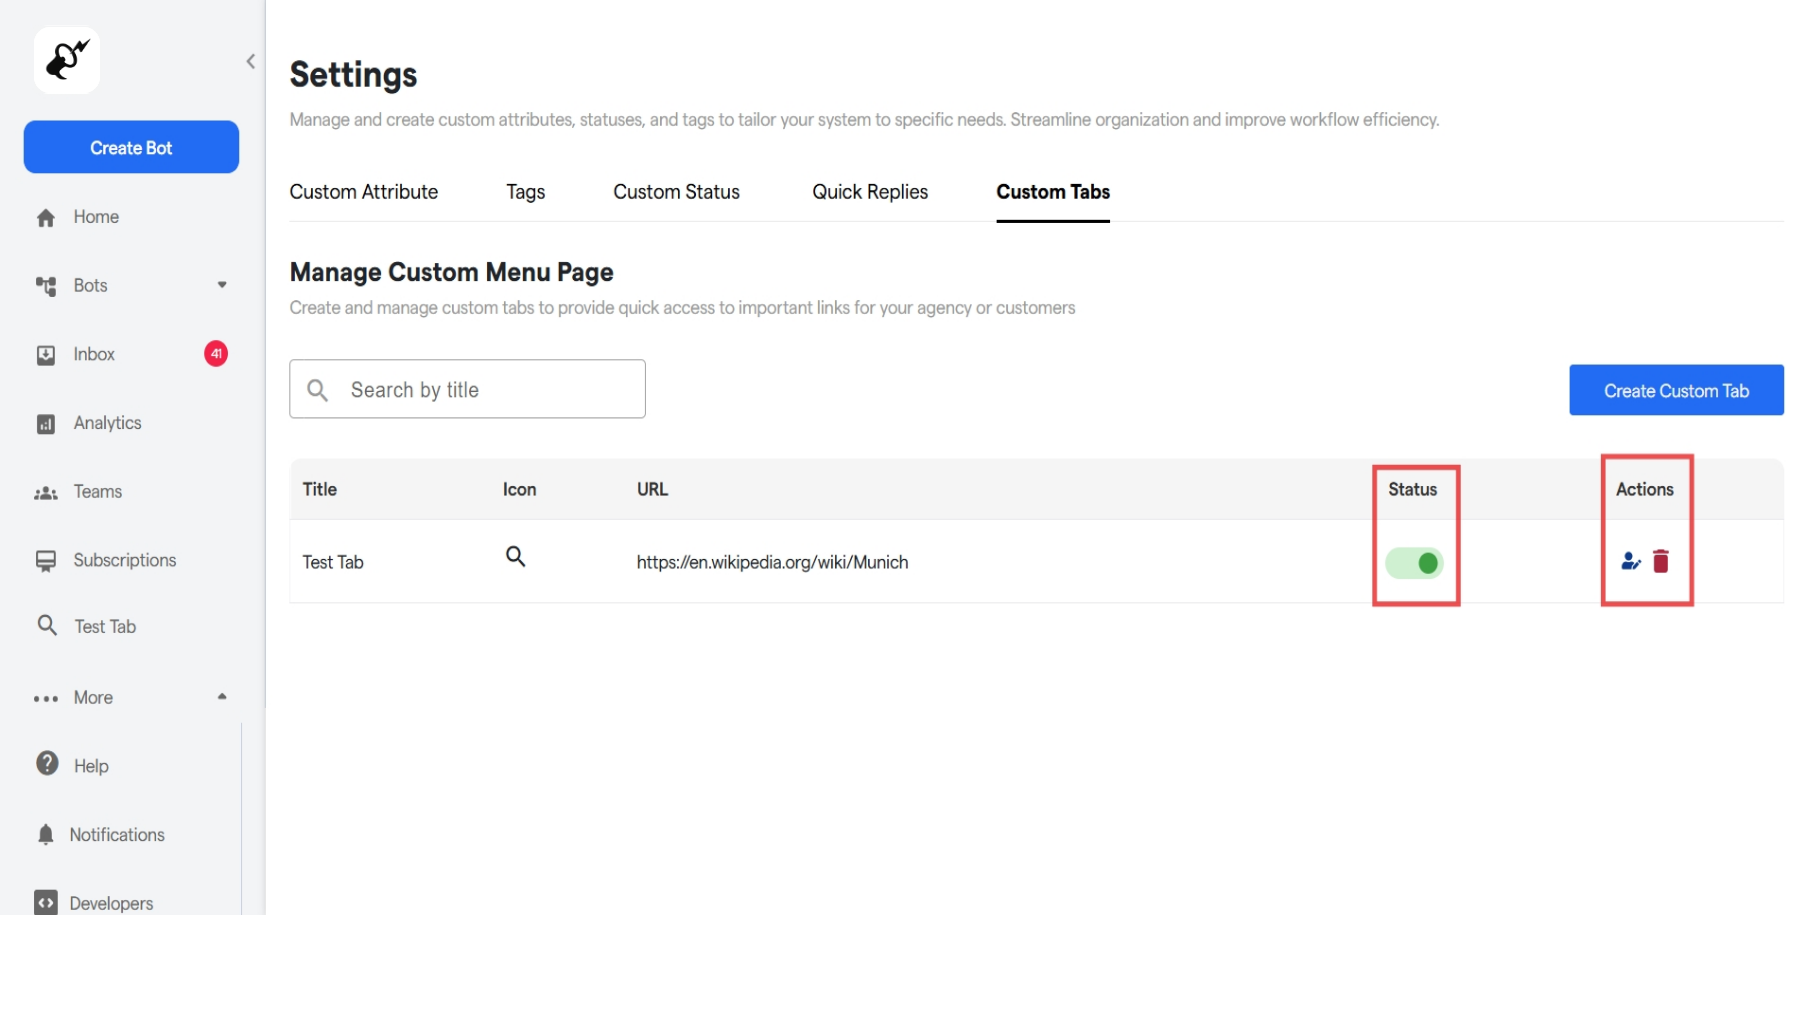 Create Bot
Home
Bots
Inbox
41
Analytics
Teams
Subscriptions
Test Tab
More
Help
Notifications
Developers
Settings
Manage and create custom attributes, statuses, and tags to tailor your system to specific needs. Streamline organization and improve workflow efficiency.
Custom Attribute Tags Custom Status Quick Replies Custom Tabs
Manage Custom Menu Page
Create and manage custom tabs to provide quick access to important links for your agency or customers
Search by title
Create Custom Tab
Title Icon URL Status Actions
Test Tab https://en.wikipedia.org/wiki/Munich